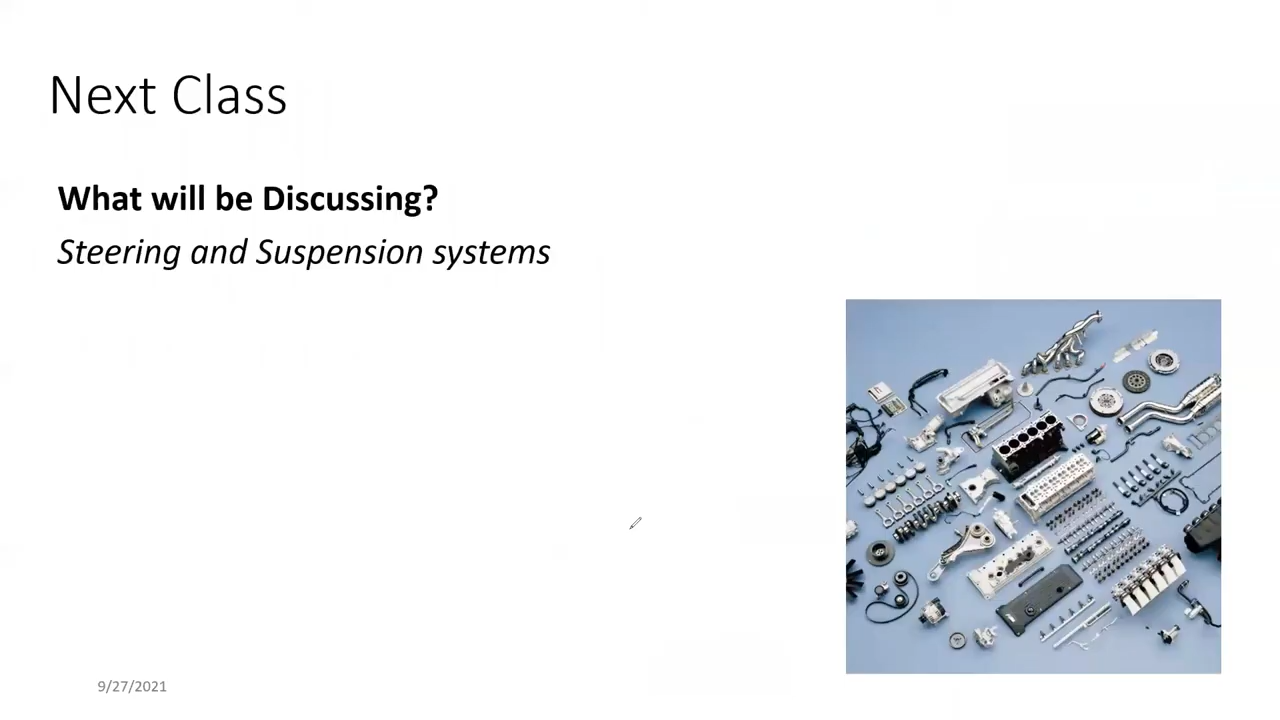 Next Class
What will be Discussing?
Steering and Suspension systems
9/27/2021